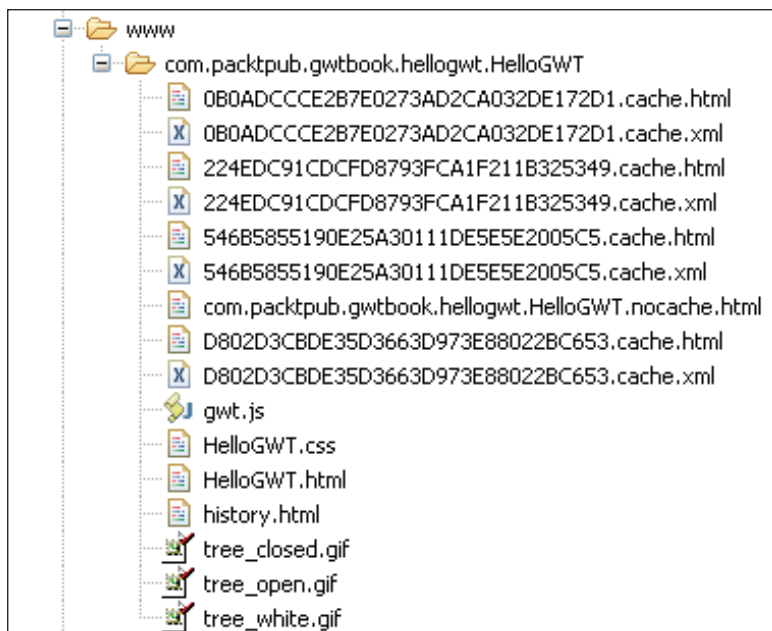 www
com.packtpub.gwtbook.hellogwt.HelloGWT
0B0ADCCCE2B7E0273AD2CA032DE172D1.cache.html
0B0ADCCCE2B7E0273AD2CA032DE172D1.cache.xml
224EDC91CDCFD8793FCA1F211B325349.cache.html
224EDC91CDCFD8793FCA1F211B325349.cache.xml
546B5855190E25A30111DE5E5E2005C5.cache.html
546B5855190E25A30111DE5E5E2005C5.cache.xml
com.packtpub.gwtbook.hellogwt.HelloGWT.nocache.html
D802D3CBDE35D3663D973E88022BC653.cache.html
D802D3CBDE35D3663D973E88022BC653.cache.xml
gwt.js
HelloGWT.css
HelloGWT.html
history.html
tree_closed.gif
tree_open.gif
tree_white.gif